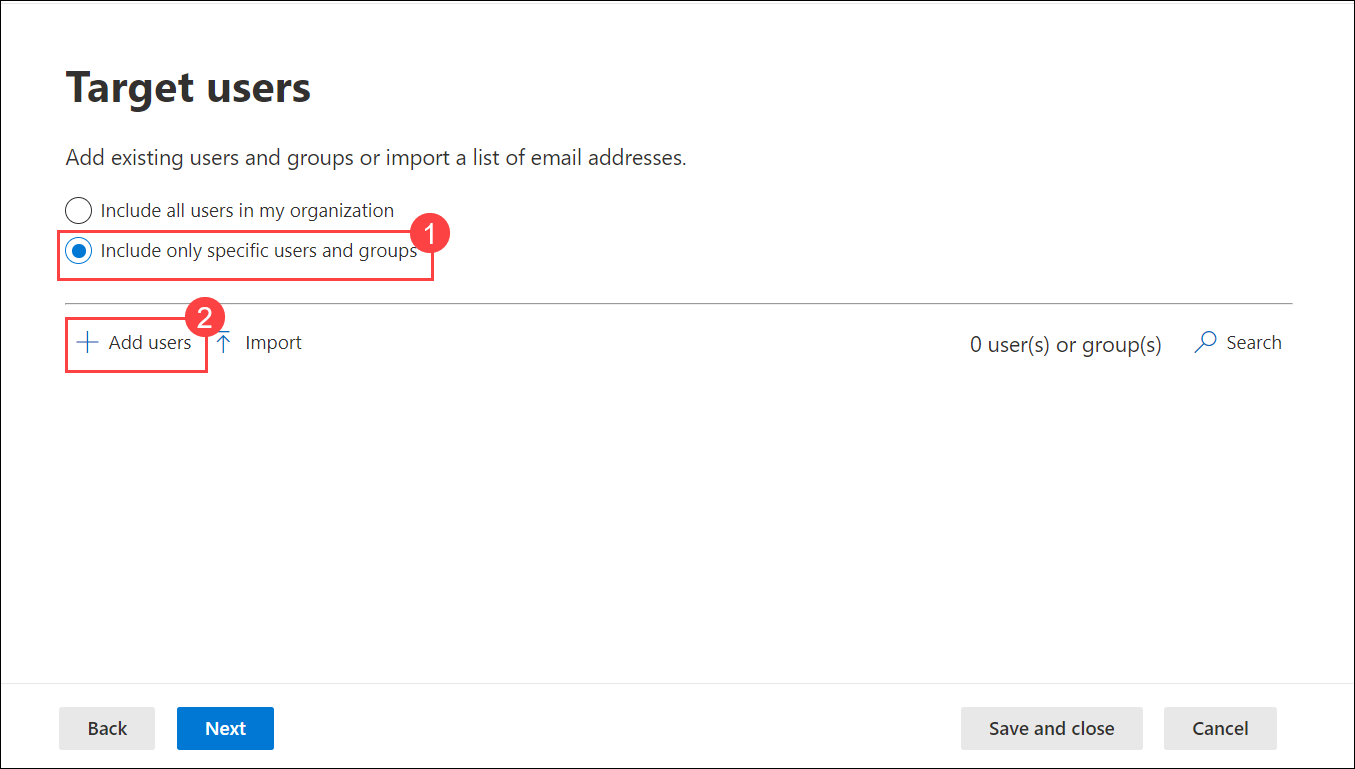 Target users
Add existing users and groups or import a list of email addresses.
Include all users in my organization
Include only specific users and groups 1
2
Add users Import 0 user(s) or group(s) Search
Back Next Save and close Cancel